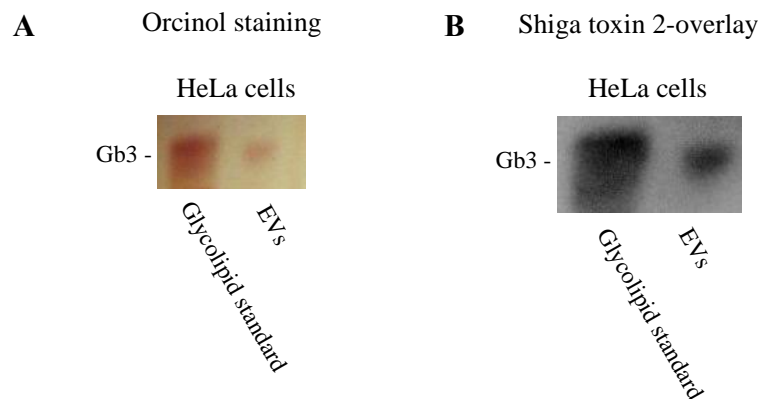 A
Orcinol staining
HeLa cells
Gb3 -
Glycolipid standard
EVs
B
Shiga toxin 2-overlay
HeLa cells
Gb3 -
Glycolipid standard
EVs